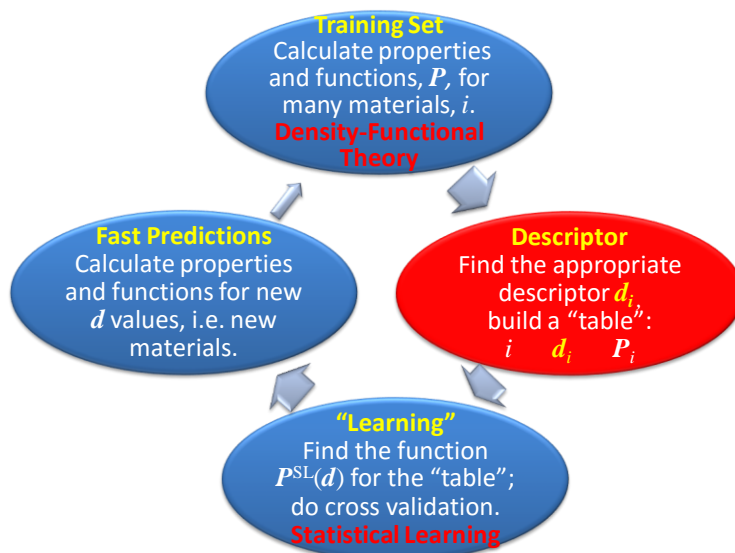 Training Set
Calculate properties
and functions, P, for
many materials, i.
Density-Functional
Theory
Fast Predictions
Calculate properties
and functions for new
d values, i.e. new
materials.
Descriptor
Find the appropriate
descriptor dᵢ,
build a “table”:
i dᵢ Pᵢ
“Learning”
Find the function
Pˢᴸ(d) for the “table”;
do cross validation.
Statistical Learning